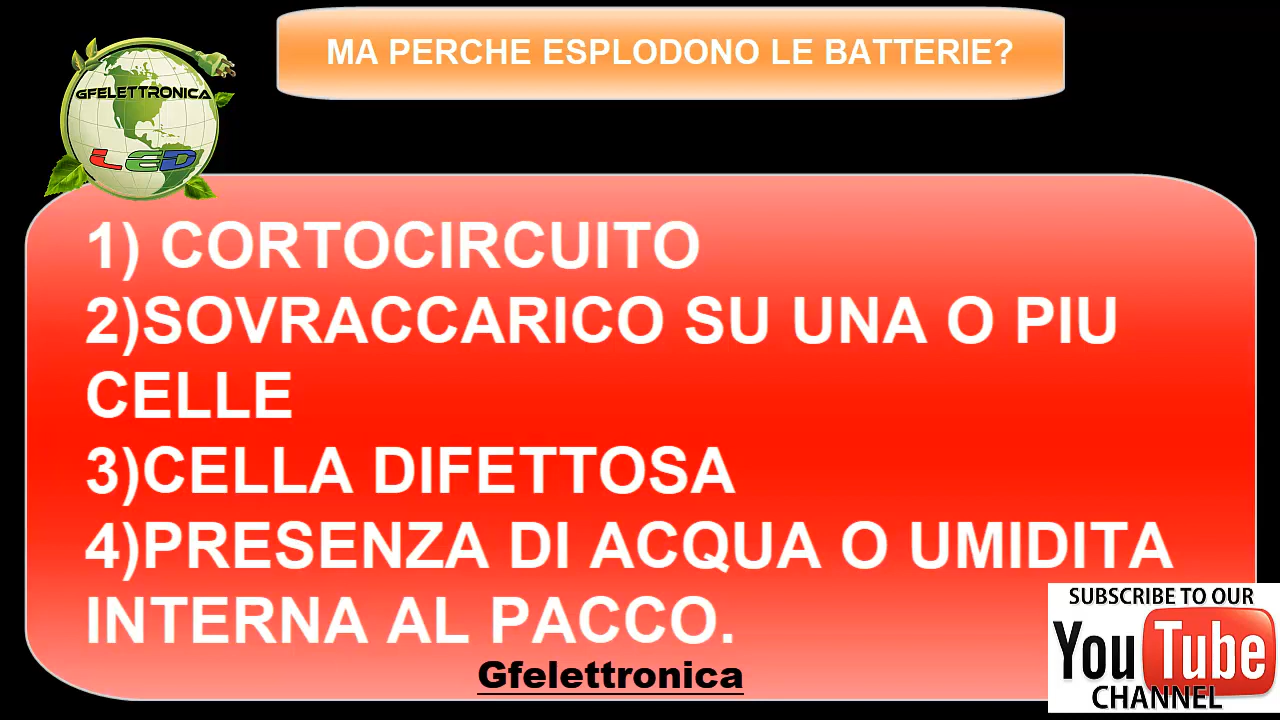 MA PERCHE ESPLODONO LE BATTERIE?
GFELETTRONICA
LED
1) CORTOCIRCUITO
2)SOVRACCARICO SU UNA O PIU
CELLE
3)CELLA DIFETTOSA
4)PRESENZA DI ACQUA O UMIDITA
INTERNA AL PACCO.
Gfelettronica
SUBSCRIBE TO OUR
YouTube
CHANNEL